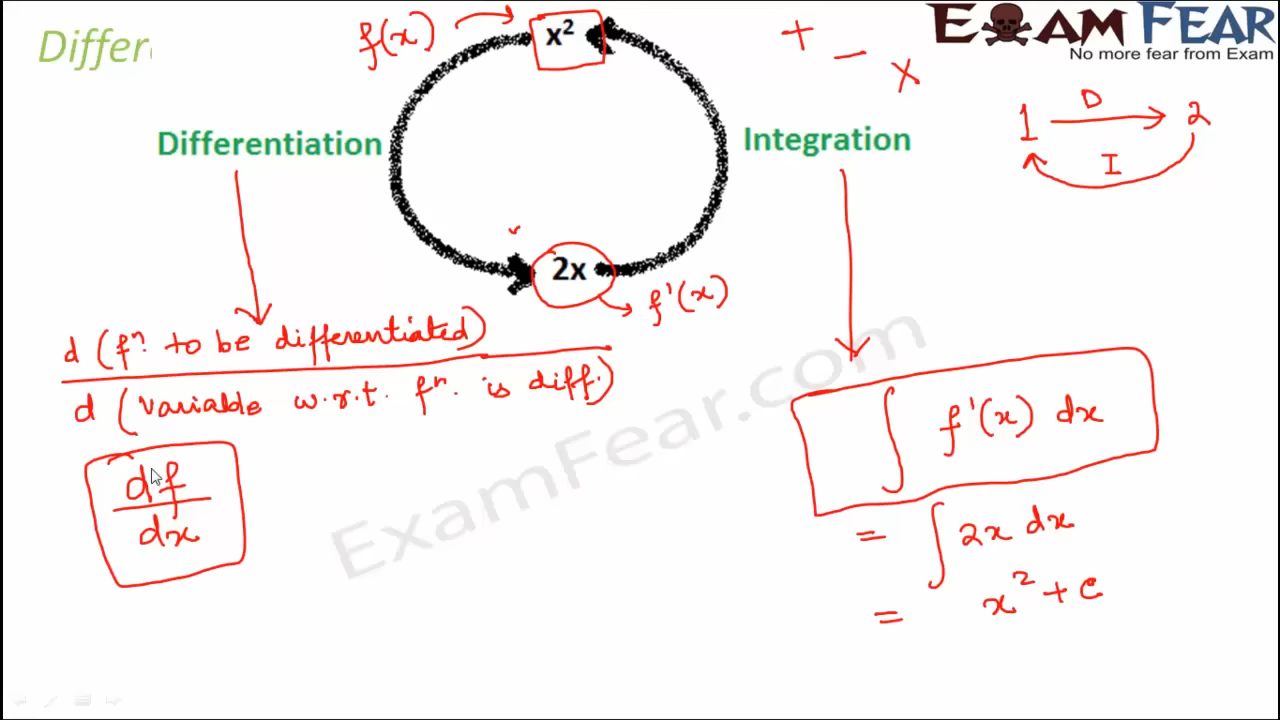 Differe
f(x)
x²
+ − x
EXAMFEAR
No more fear from Exam
Differentiation
Integration
1 D 2
I
2x
f'(x)
d (fⁿ. to be differentiated)
d (variable w.r.t. fⁿ. is diff.)
df
dx
∫ f'(x) dx
= ∫ 2x dx
= x² + c
ExamFear.com